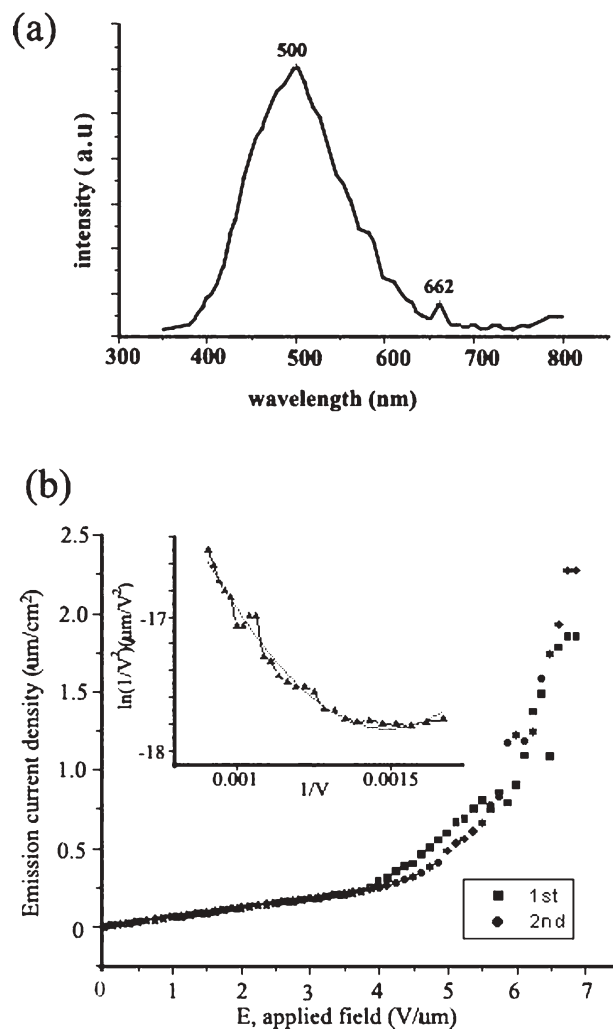 (a)
500
662
intensity ( a.u)
300 400 500 600 700 800
wavelength (nm)
(b)
2.5
2.0
1.5
1.0
0.5
0
Emission current density (um/cm²)
ln(1/V²)(µm/V²)
-17
-18
0.001 0.0015
1/V
1st
2nd
0 1 2 3 4 5 6 7
E, applied field (V/um)